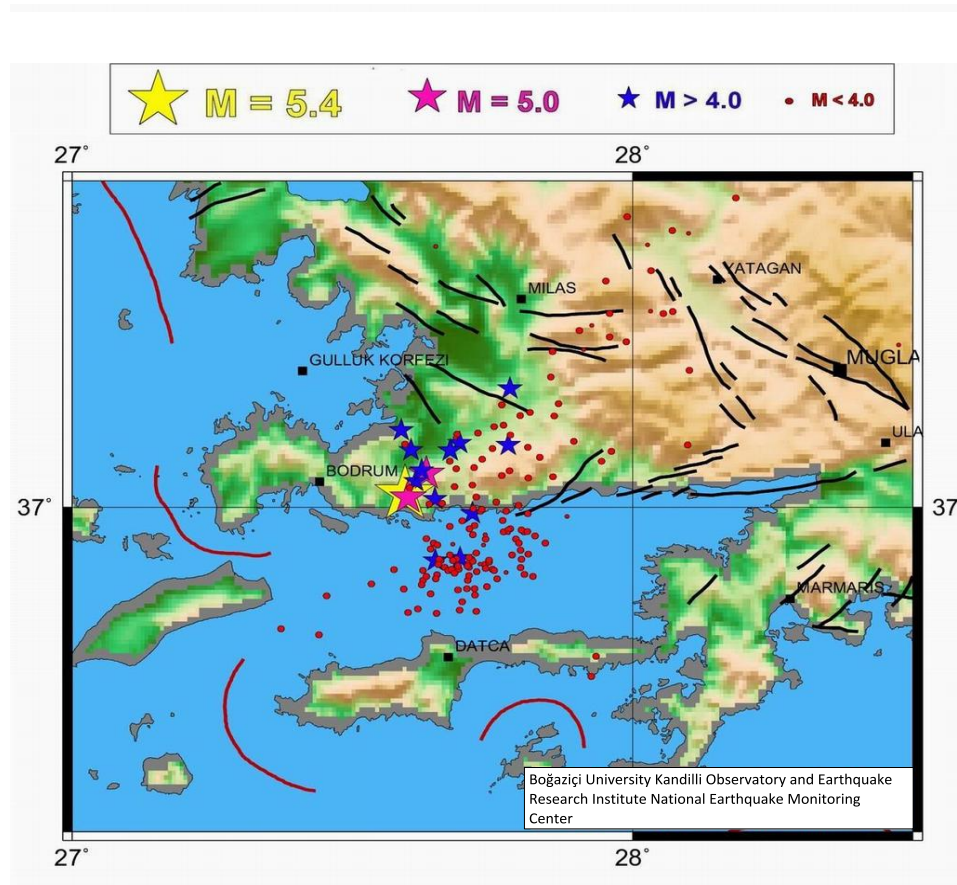 M = 5.4 M = 5.0 M > 4.0 M < 4.0
27° 28°
YATAGAN
MILAS
GULLUK KORFEZI
MUGLA
ULA
BODRUM
37° 37
MARMARIS
DATCA
Boğaziçi University Kandilli Observatory and Earthquake
Research Institute National Earthquake Monitoring
Center
27° 28°